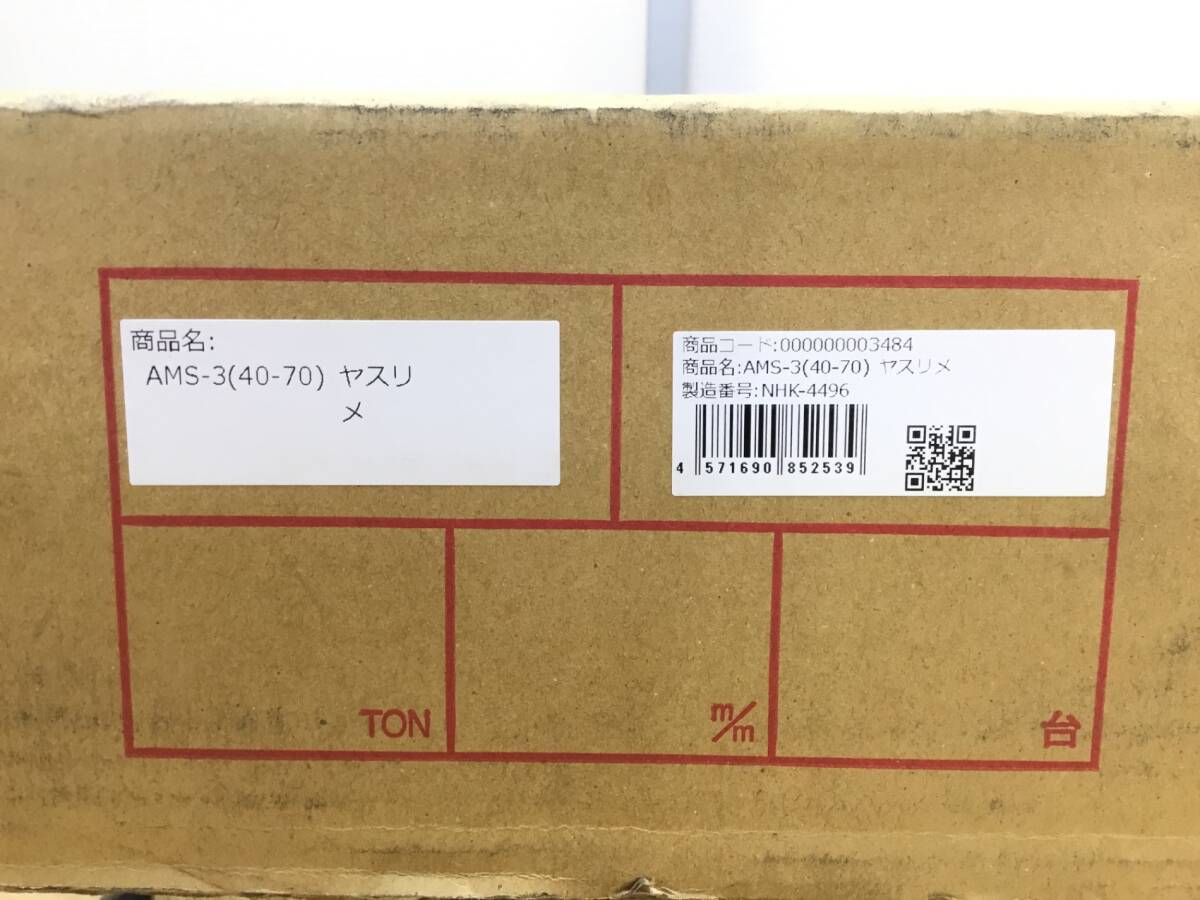 商品名:
AMS-3(40-70) ヤスリ
メ
商品コード:000000003484
商品名:AMS-3(40-70) ヤスリメ
製造番号:NHK-4496
4 571690 852539
TON
m/m
台